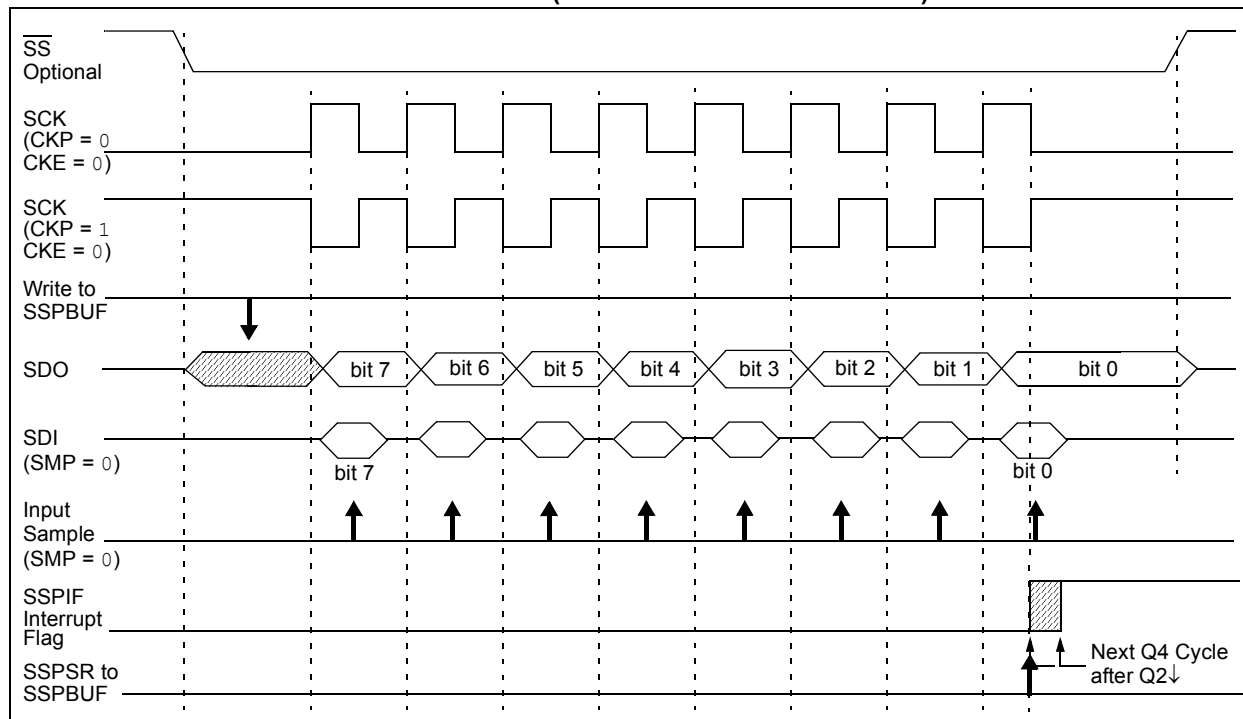 SS
Optional
SCK
(CKP = 0
CKE = 0)
SCK
(CKP = 1
CKE = 0)
Write to
SSPBUF
SDO
bit 7
bit 6
bit 5
bit 4
bit 3
bit 2
bit 1
bit 0
SDI
(SMP = 0)
bit 7
bit 0
Input
Sample
(SMP = 0)
SSPIF
Interrupt
Flag
Next Q4 Cycle
after Q2↓
SSPSR to
SSPBUF